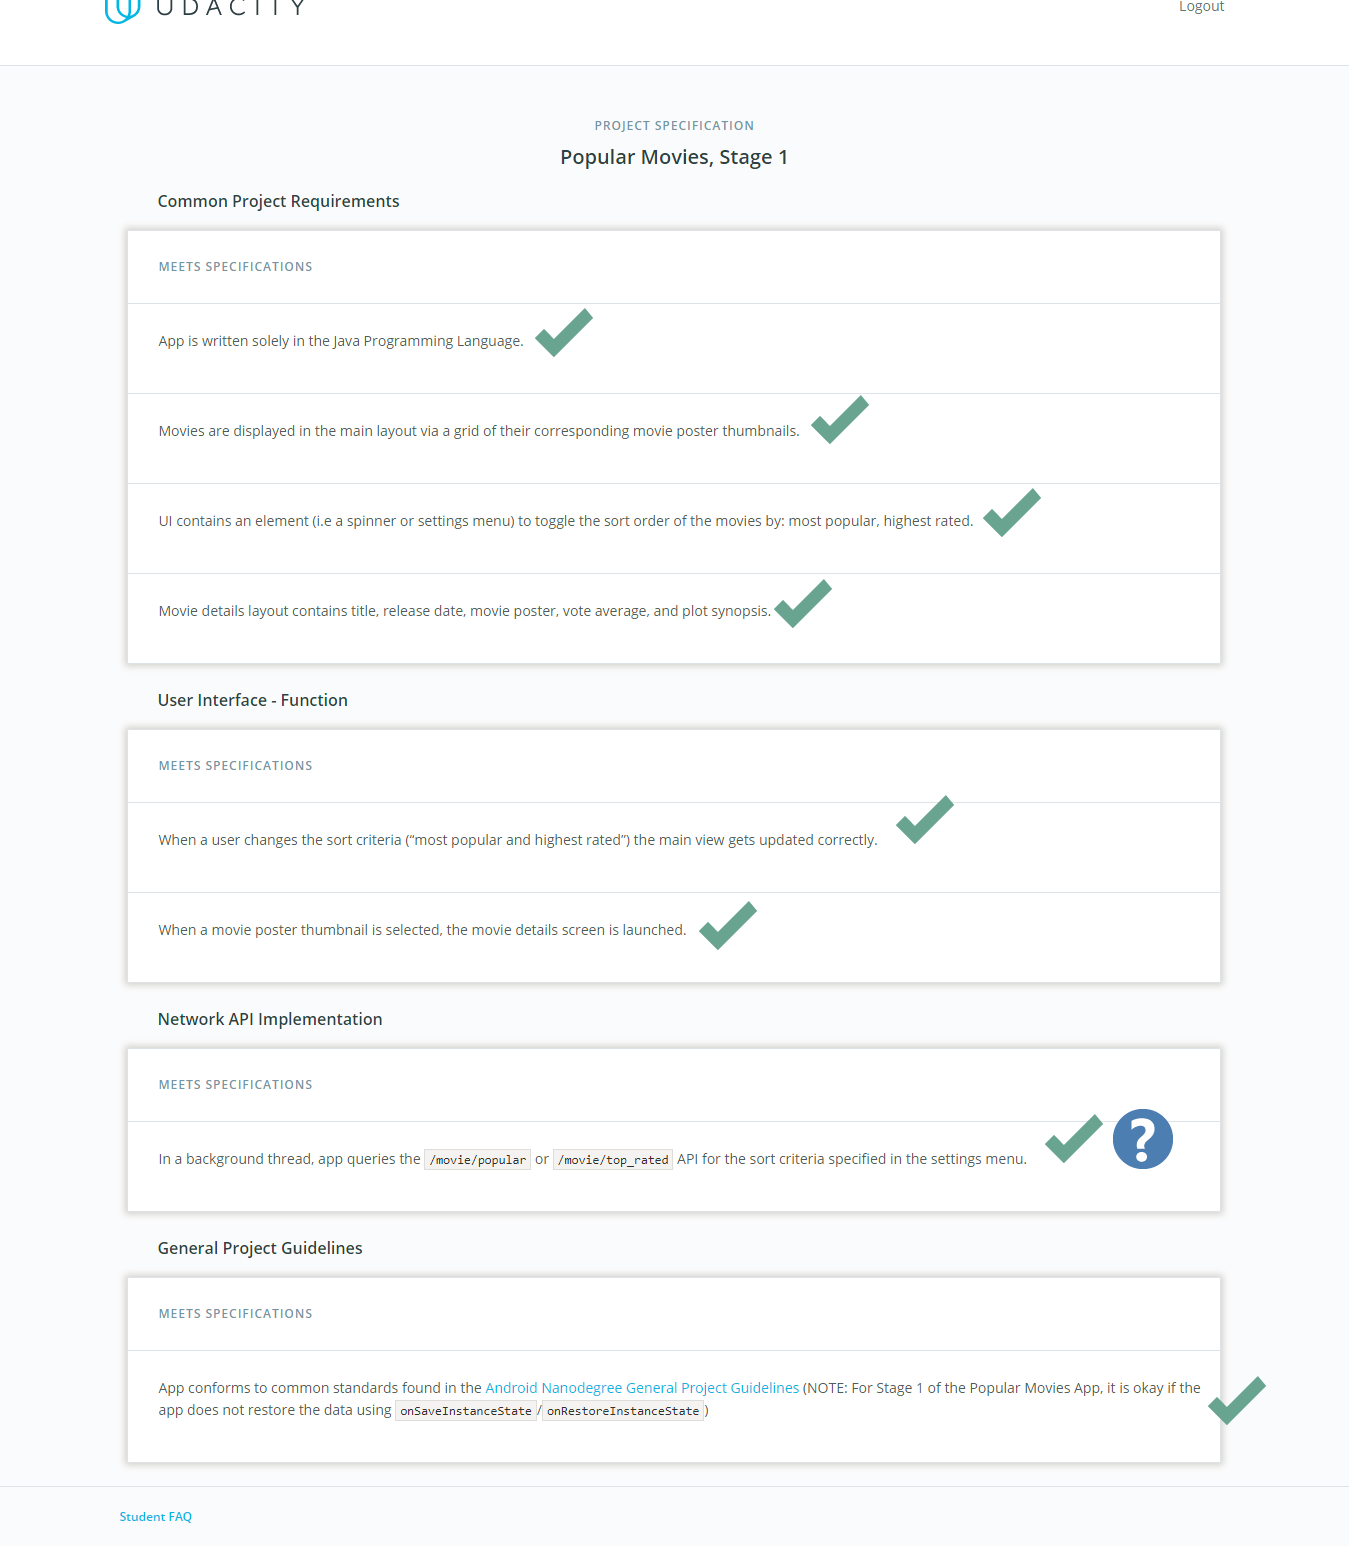 UDACITY
Logout
PROJECT SPECIFICATION
Popular Movies, Stage 1
Common Project Requirements
MEETS SPECIFICATIONS
App is written solely in the Java Programming Language.
Movies are displayed in the main layout via a grid of their corresponding movie poster thumbnails.
UI contains an element (i.e a spinner or settings menu) to toggle the sort order of the movies by: most popular, highest rated.
Movie details layout contains title, release date, movie poster, vote average, and plot synopsis.
User Interface - Function
MEETS SPECIFICATIONS
When a user changes the sort criteria (“most popular and highest rated”) the main view gets updated correctly.
When a movie poster thumbnail is selected, the movie details screen is launched.
Network API Implementation
MEETS SPECIFICATIONS
In a background thread, app queries the /movie/popular or /movie/top_rated API for the sort criteria specified in the settings menu.
General Project Guidelines
MEETS SPECIFICATIONS
App conforms to common standards found in the Android Nanodegree General Project Guidelines (NOTE: For Stage 1 of the Popular Movies App, it is okay if the
app does not restore the data using onSaveInstanceState/onRestoreInstanceState)
Student FAQ